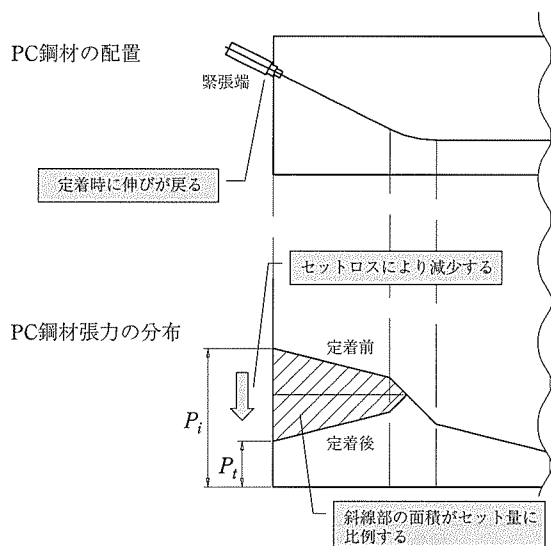 PC鋼材の配置
緊張端
定着時に伸びが戻る
セットロスにより減少する
PC鋼材張力の分布
定着前
P_i
定着後
P_t
斜線部の面積がセット量に
比例する